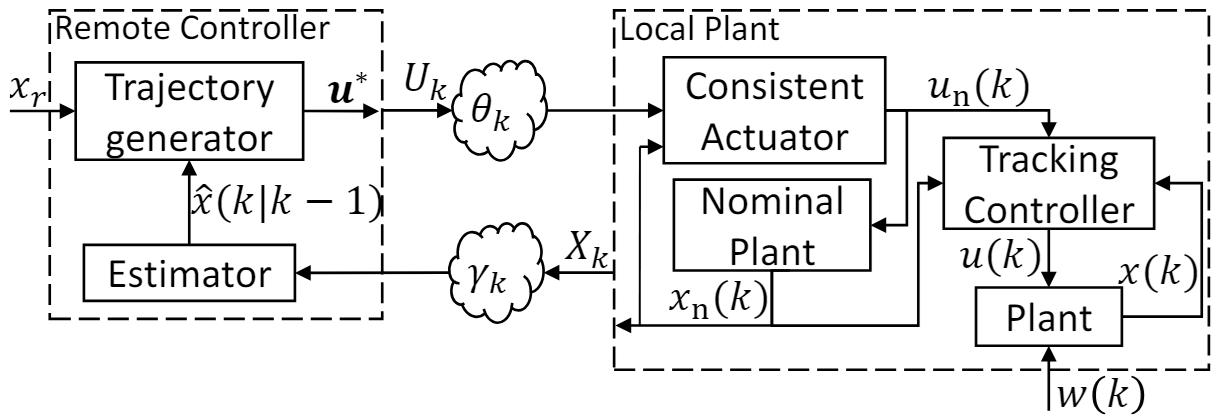 Remote Controller
x_r
Trajectory
generator
𝒖*
x̂(k|k − 1)
Estimator
U_k
θ_k
X_k
γ_k
Local Plant
Consistent
Actuator
u_n(k)
Tracking
Controller
Nominal
Plant
x_n(k)
u(k)
x(k)
Plant
w(k)